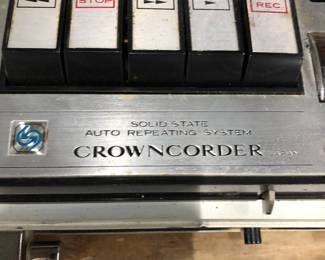 STOP
REC
SOLID STATE
AUTO REPEATING SYSTEM
CROWNCORDER